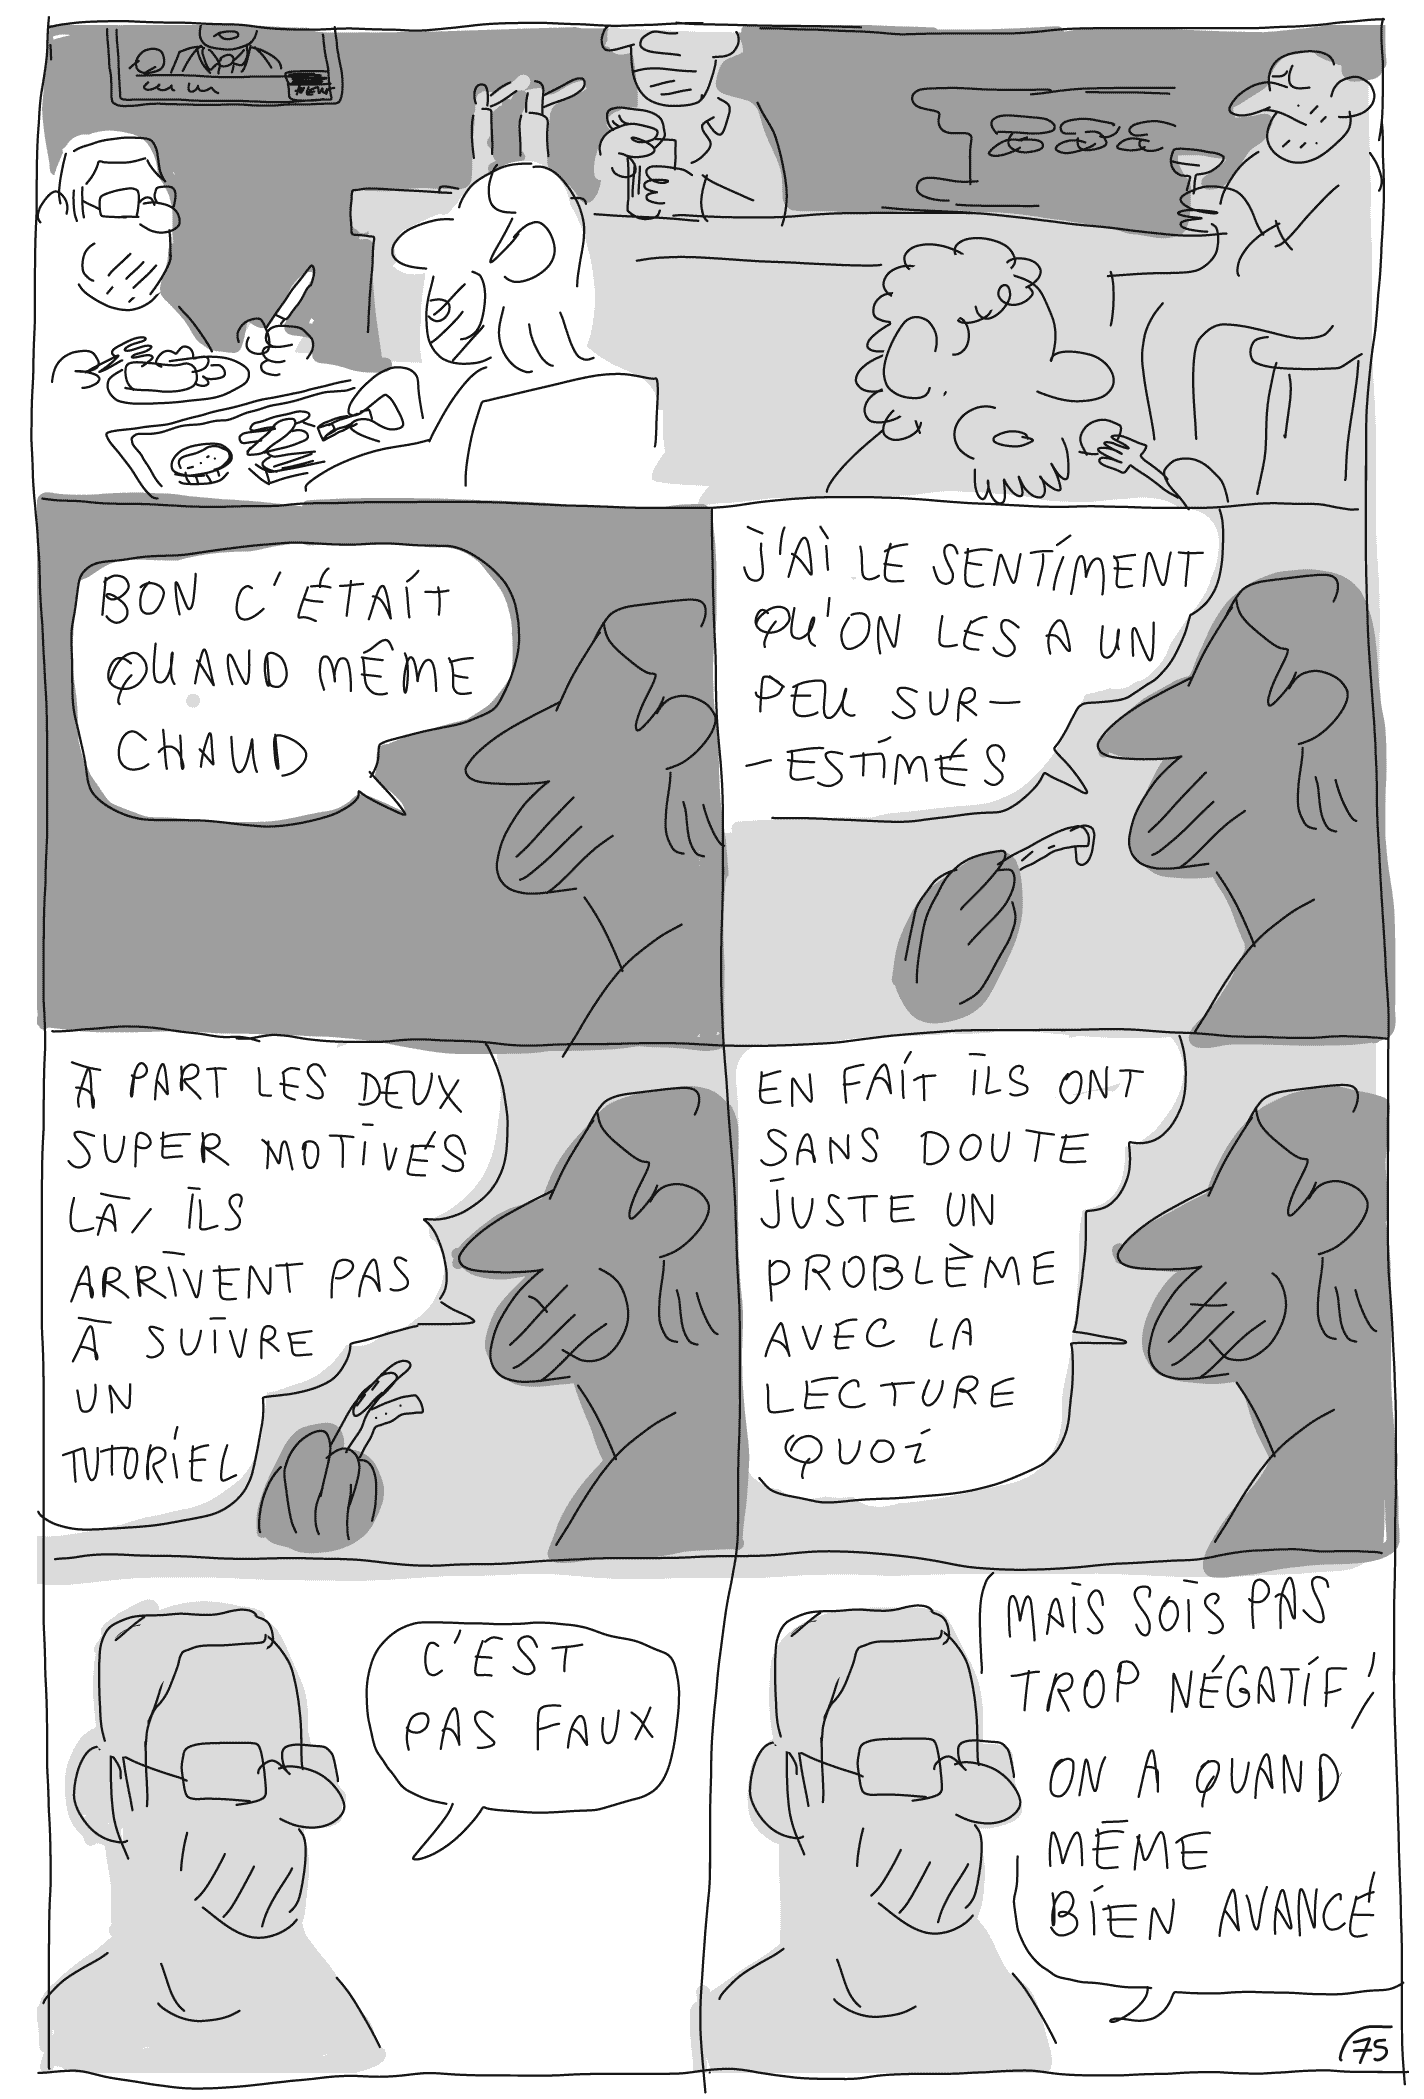 NEW
BON C'ÉTAIT
QUAND MÊME
CHAUD
J'AI LE SENTIMENT
QU'ON LES A UN
PEU SUR-
-ESTIMÉS
À PART LES DEUX
SUPER MOTIVÉS
LÀ, ILS
ARRIVENT PAS
À SUIVRE
UN
TUTORIEL
EN FAIT ILS ONT
SANS DOUTE
JUSTE UN
PROBLÈME
AVEC LA
LECTURE
QUOI
C'EST
PAS FAUX
MAIS SOIS PAS
TROP NÉGATIF,
ON A QUAND
MÊME
BIEN AVANCÉ
75